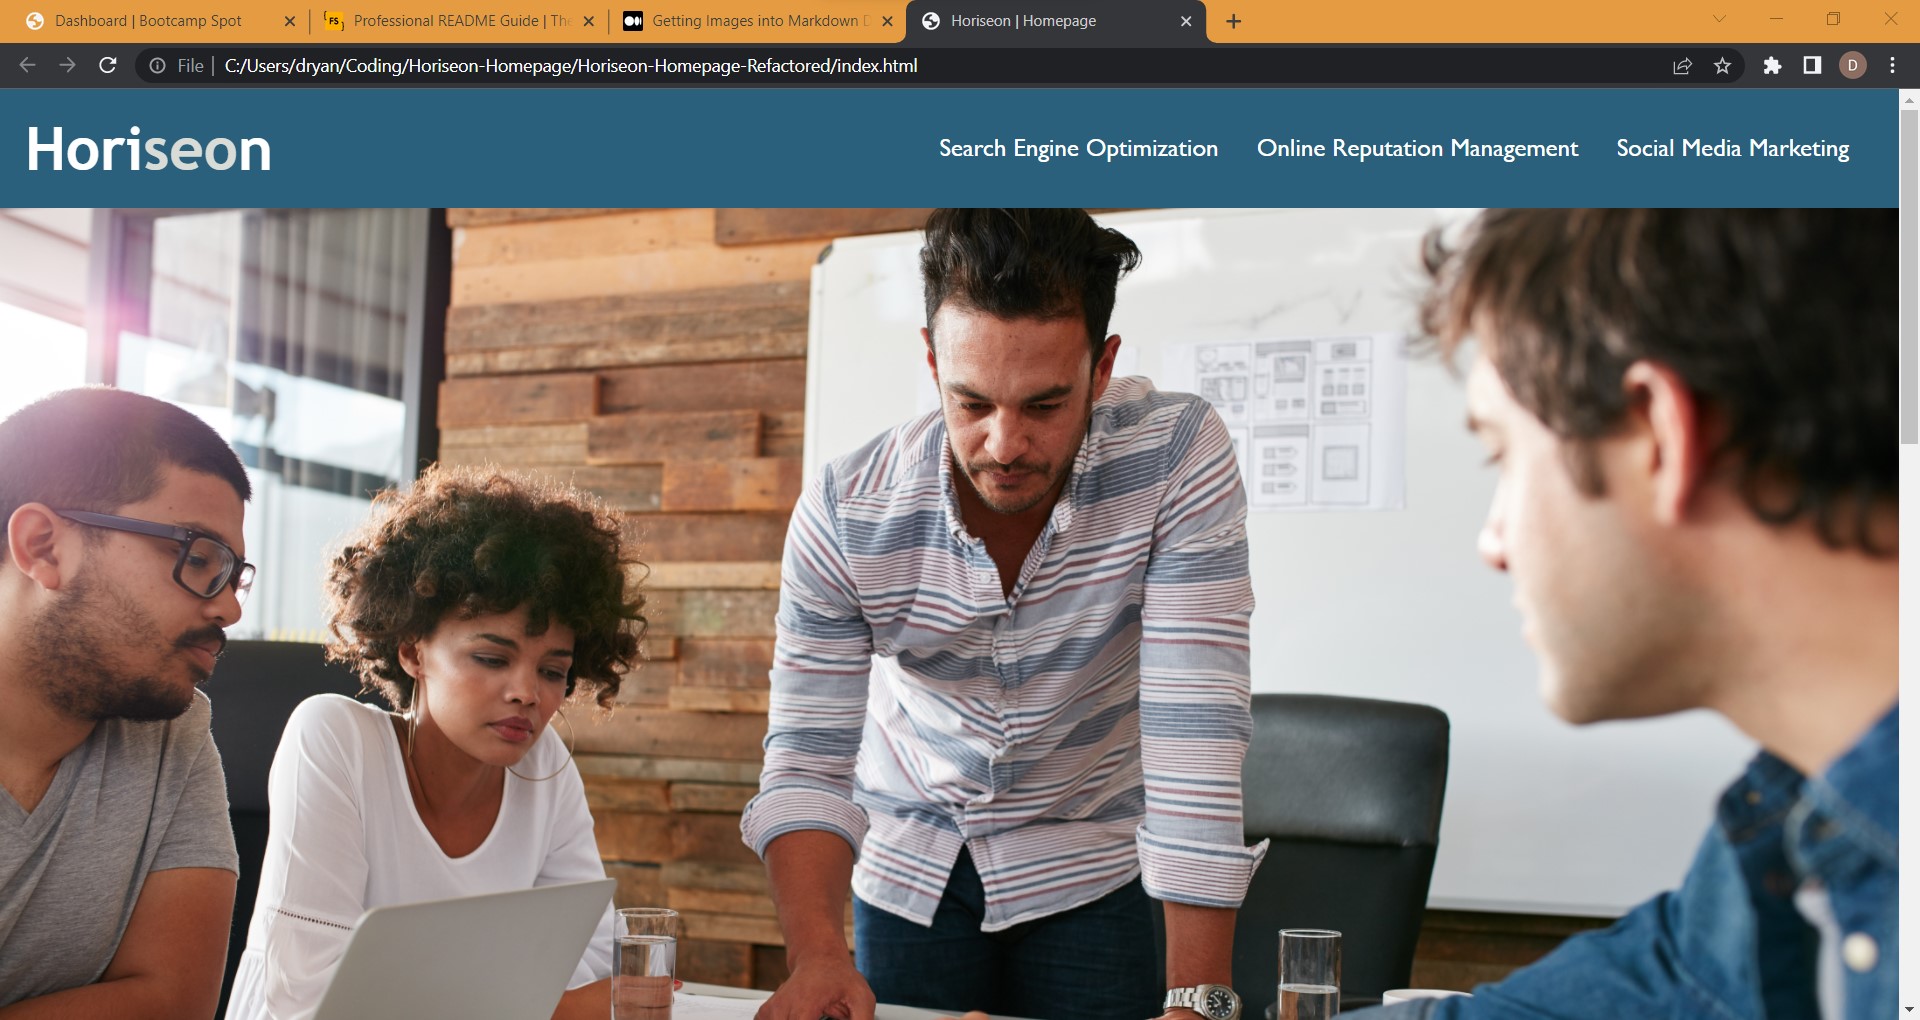 Dashboard | Bootcamp Spot
Professional README Guide | The
Getting Images into Markdown D
Horiseon | Homepage
File | C:/Users/dryan/Coding/Horiseon-Homepage/Horiseon-Homepage-Refactored/index.html
D
Horiseon
Search Engine Optimization
Online Reputation Management
Social Media Marketing